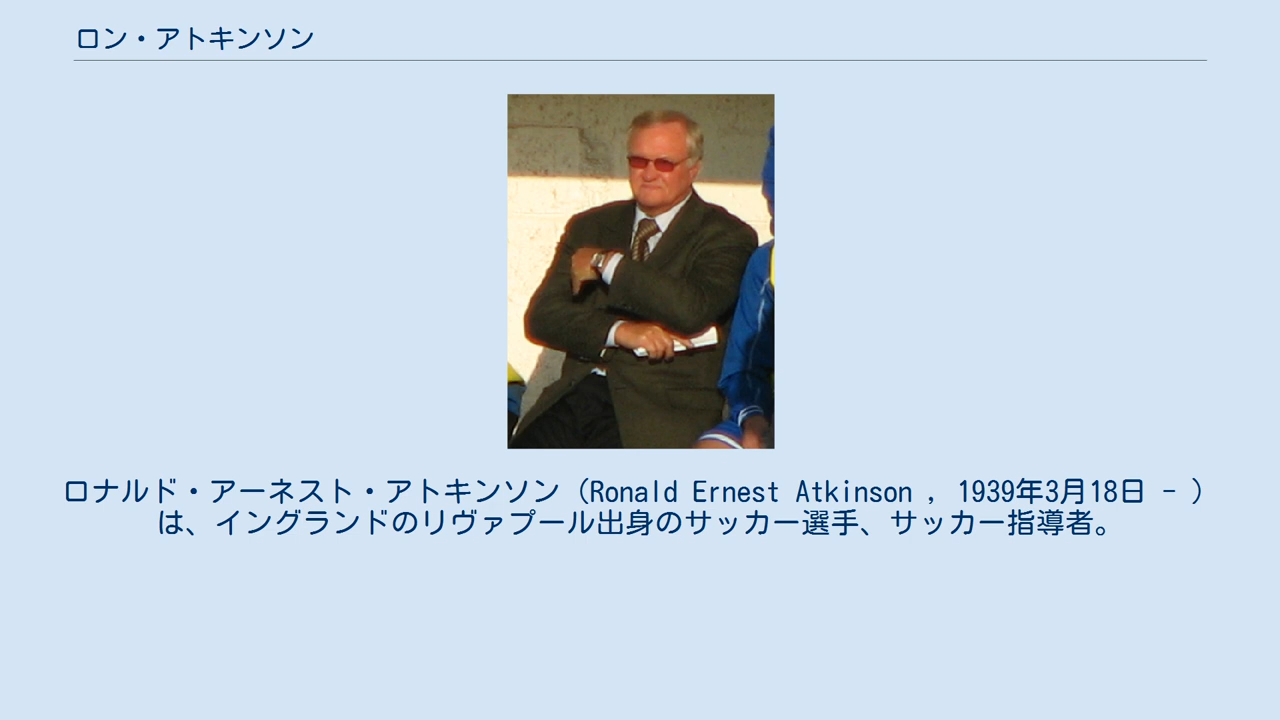 ロン・アトキンソン
ロナルド・アーネスト・アトキンソン（Ronald Ernest Atkinson , 1939年3月18日 - ）
は、イングランドのリヴァプール出身のサッカー選手、サッカー指導者。